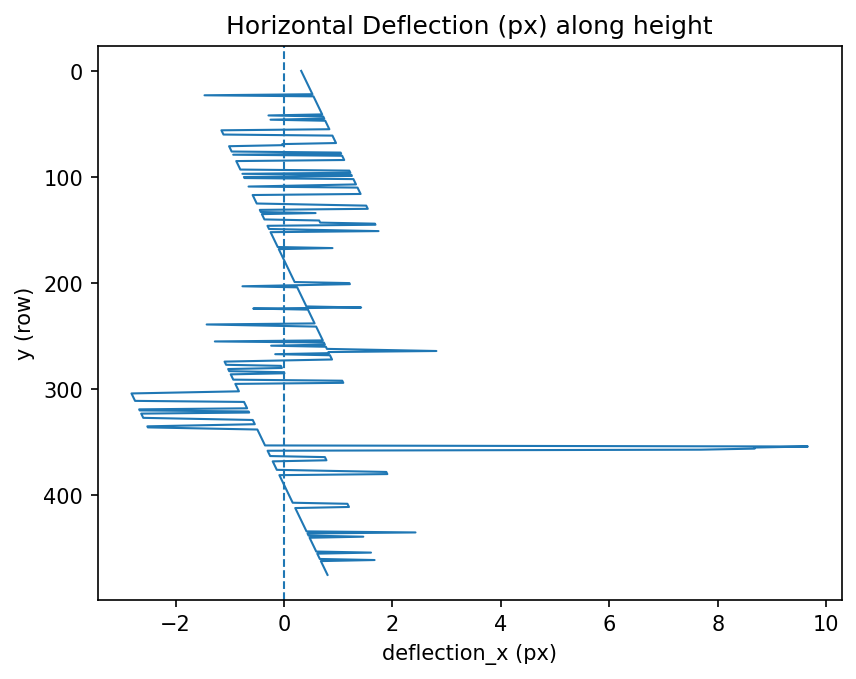 Horizontal Deflection (px) along height
0
100
200
300
400
y (row)
−2 0 2 4 6 8 10
deflection_x (px)